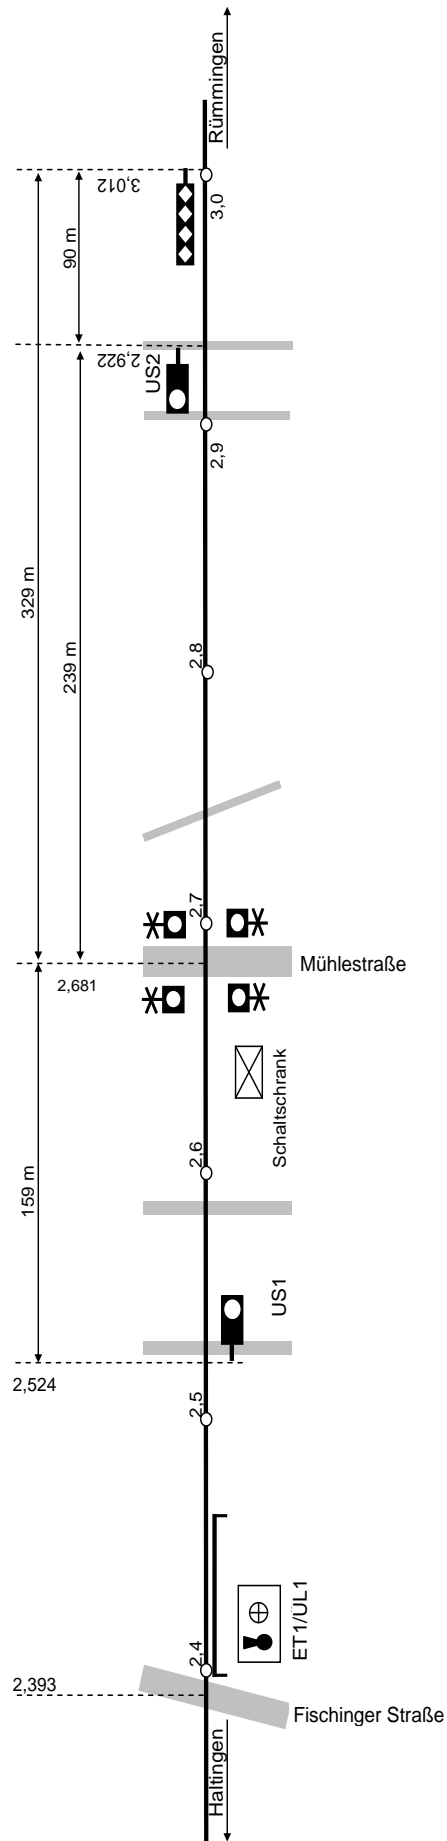 Rümmingen
3,012
3,0
90 m
2,922
US2
2,9
329 m
239 m
2,8
2,7
Mühlestraße
2,681
Schaltschrank
2,6
159 m
US1
2,524
2,5
ET1/ÜL1
2,4
2,393
Fischinger Straße
Haltingen